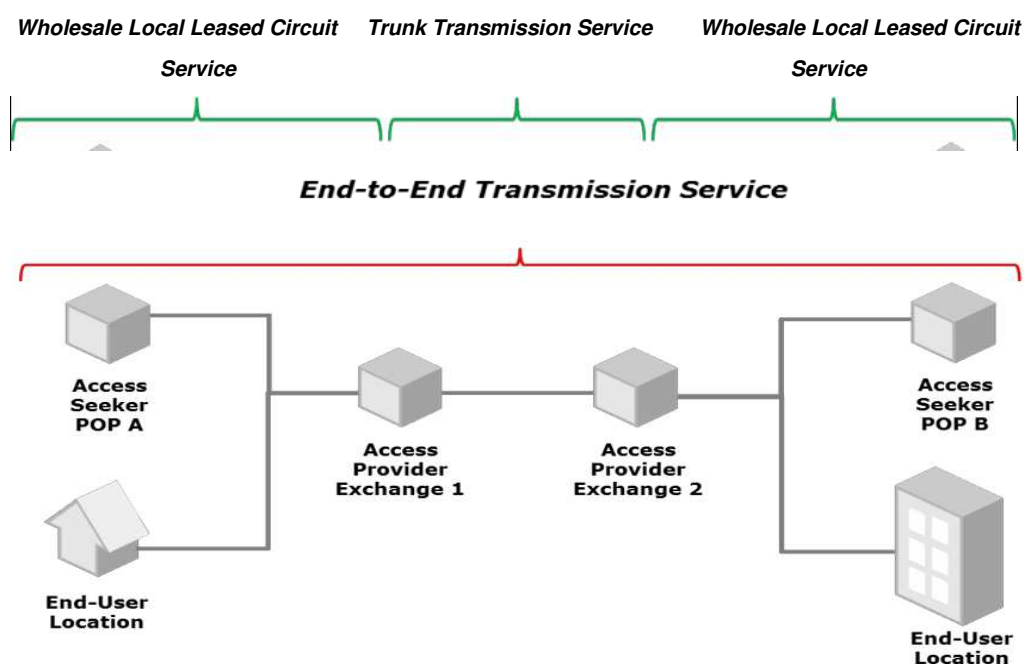 Wholesale Local Leased Circuit
Service
Trunk Transmission Service
Wholesale Local Leased Circuit
Service
End-to-End Transmission Service
Access
Seeker
POP A
Access
Seeker
POP B
Access
Provider
Exchange 1
Access
Provider
Exchange 2
End-User
Location
End-User
Location